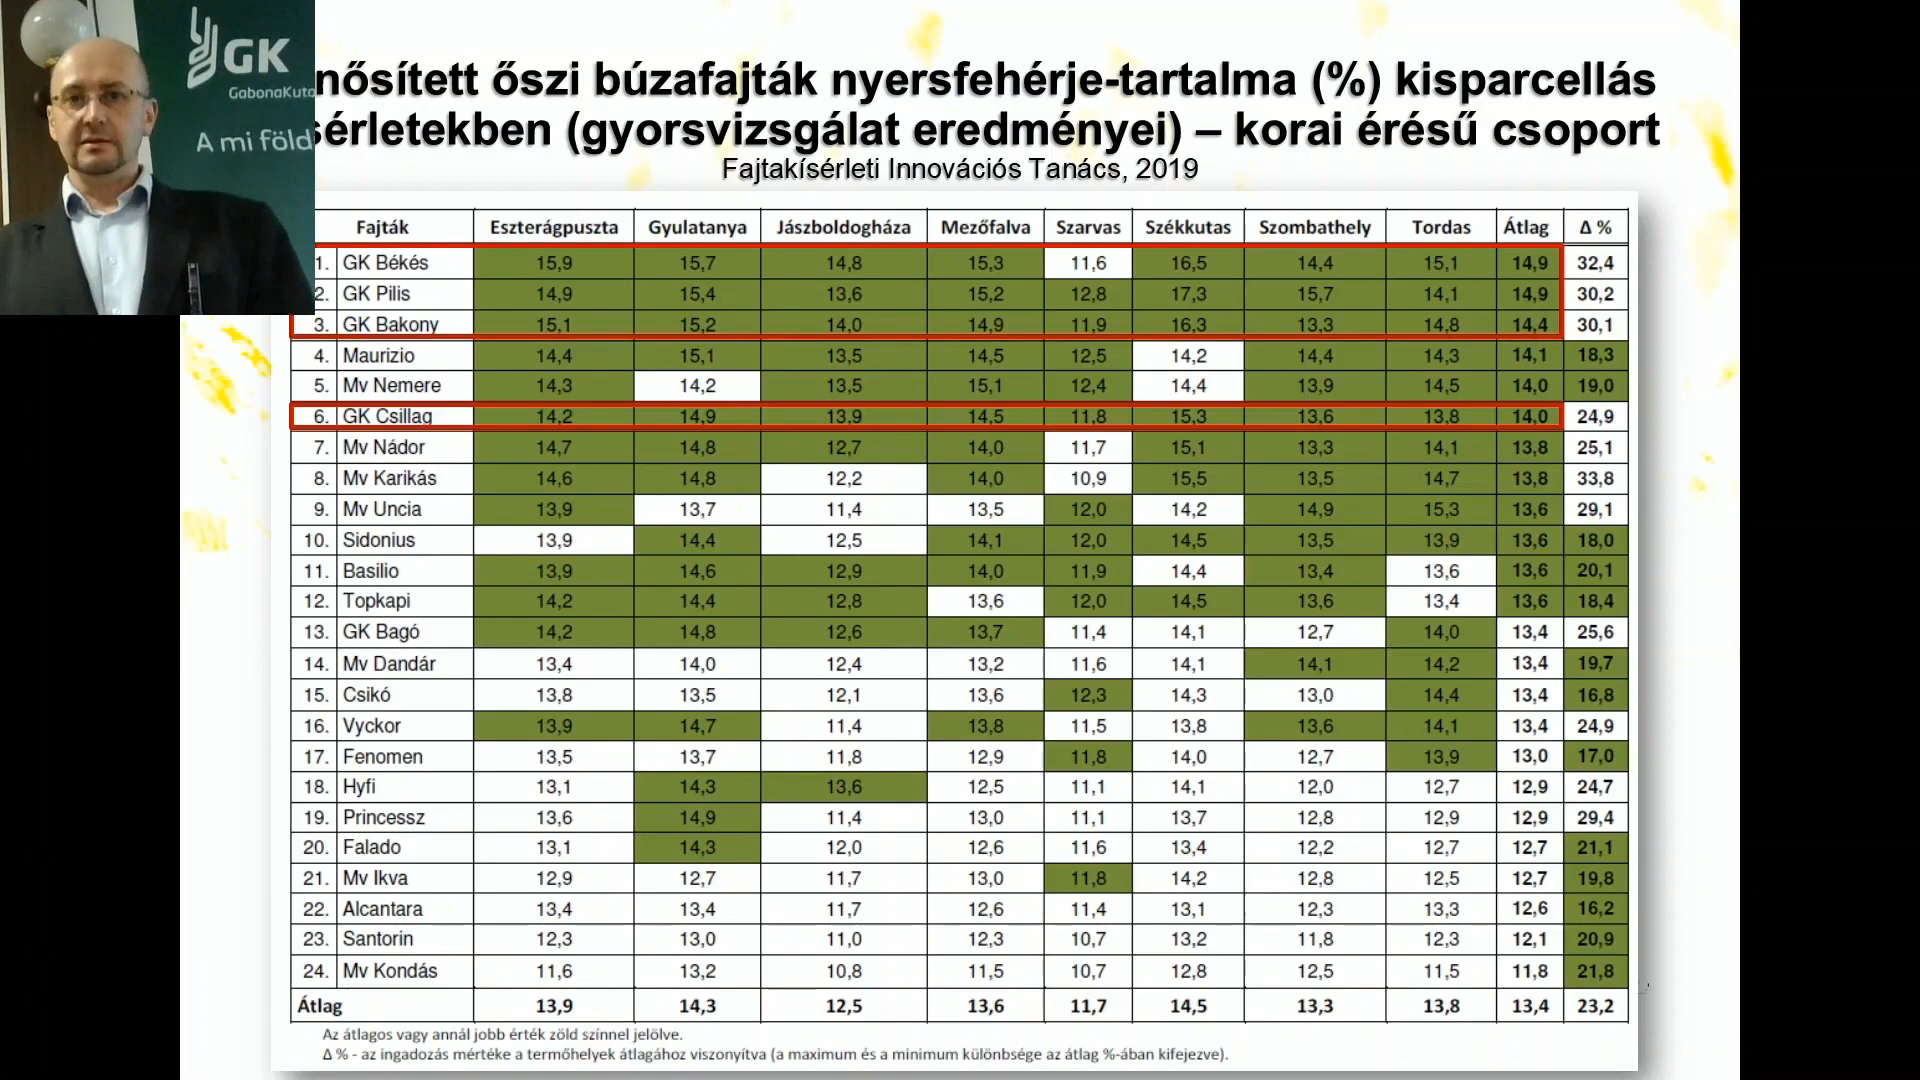 GK
GabonaKuta
A mi föld
nősített őszi búzafajták nyersfehérje-tartalma (%) kisparcellás
sérletekben (gyorsvizsgálat eredményei) – korai érésű csoport
Fajtakísérleti Innovációs Tanács, 2019
Fajták Eszterágpuszta Gyulatanya Jászboldogháza Mezőfalva Szarvas Székkutas Szombathely Tordas Átlag Δ %
1. GK Békés 15,9 15,7 14,8 15,3 11,6 16,5 14,4 15,1 14,9 32,4
2. GK Pilis 14,9 15,4 13,6 15,2 12,8 17,3 15,7 14,1 14,9 30,2
3. GK Bakony 15,1 15,2 14,0 14,9 11,9 16,3 13,3 14,8 14,4 30,1
4. Maurizio 14,4 15,1 13,5 14,5 12,5 14,2 14,4 14,3 14,1 18,3
5. Mv Nemere 14,3 14,2 13,5 15,1 12,4 14,4 13,9 14,5 14,0 19,0
6. GK Csillag 14,2 14,9 13,9 14,5 11,8 15,3 13,6 13,8 14,0 24,9
7. Mv Nádor 14,7 14,8 12,7 14,0 11,7 15,1 13,3 14,1 13,8 25,1
8. Mv Karikás 14,6 14,8 12,2 14,0 10,9 15,5 13,5 14,7 13,8 33,8
9. Mv Uncia 13,9 13,7 11,4 13,5 12,0 14,2 14,9 15,3 13,6 29,1
10. Sidonius 13,9 14,4 12,5 14,1 12,0 14,5 13,5 13,9 13,6 18,0
11. Basilio 13,9 14,6 12,9 14,0 11,9 14,4 13,4 13,6 13,6 20,1
12. Topkapi 14,2 14,4 12,8 13,6 12,0 14,5 13,6 13,4 13,6 18,4
13. GK Bagó 14,2 14,8 12,6 13,7 11,4 14,1 12,7 14,0 13,4 25,6
14. Mv Dandár 13,4 14,0 12,4 13,2 11,6 14,1 14,1 14,2 13,4 19,7
15. Csikó 13,8 13,5 12,1 13,6 12,3 14,3 13,0 14,4 13,4 16,8
16. Vyckor 13,9 14,7 11,4 13,8 11,5 13,8 13,6 14,1 13,4 24,9
17. Fenomen 13,5 13,7 11,8 12,9 11,8 14,0 12,7 13,9 13,0 17,0
18. Hyfi 13,1 14,3 13,6 12,5 11,1 14,1 12,0 12,7 12,9 24,7
19. Princessz 13,6 14,9 11,4 13,0 11,1 13,7 12,8 12,9 12,9 29,4
20. Falado 13,1 14,3 12,0 12,6 11,6 13,4 12,2 12,7 12,7 21,1
21. Mv Ikva 12,9 12,7 11,7 13,0 11,8 14,2 12,8 12,5 12,7 19,8
22. Alcantara 13,4 13,4 11,7 12,6 11,4 13,1 12,3 13,3 12,6 16,2
23. Santorin 12,3 13,0 11,0 12,3 10,7 13,2 11,8 12,3 12,1 20,9
24. Mv Kondás 11,6 13,2 10,8 11,5 10,7 12,8 12,5 11,5 11,8 21,8
Átlag 13,9 14,3 12,5 13,6 11,7 14,5 13,3 13,8 13,4 23,2
Az átlagos vagy annál jobb érték zöld színnel jelölve.
Δ % - az ingadozás mértéke a termőhelyek átlagához viszonyítva (a maximum és a minimum különbsége az átlag %-ában kifejezve).